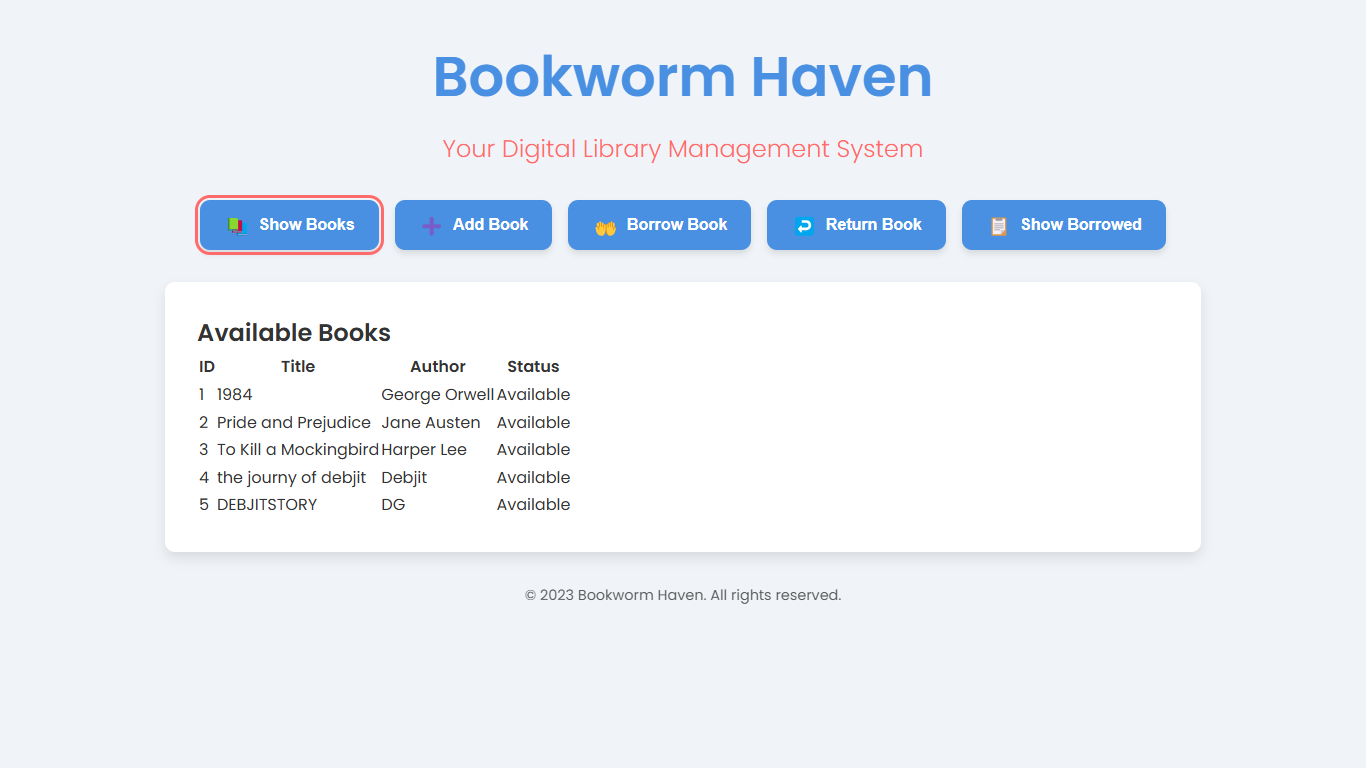 Bookworm Haven
Your Digital Library Management System
Show Books Add Book Borrow Book Return Book Show Borrowed
Available Books
ID Title Author Status
1 1984 George Orwell Available
2 Pride and Prejudice Jane Austen Available
3 To Kill a Mockingbird Harper Lee Available
4 the journy of debjit Debjit Available
5 DEBJITSTORY DG Available
© 2023 Bookworm Haven. All rights reserved.